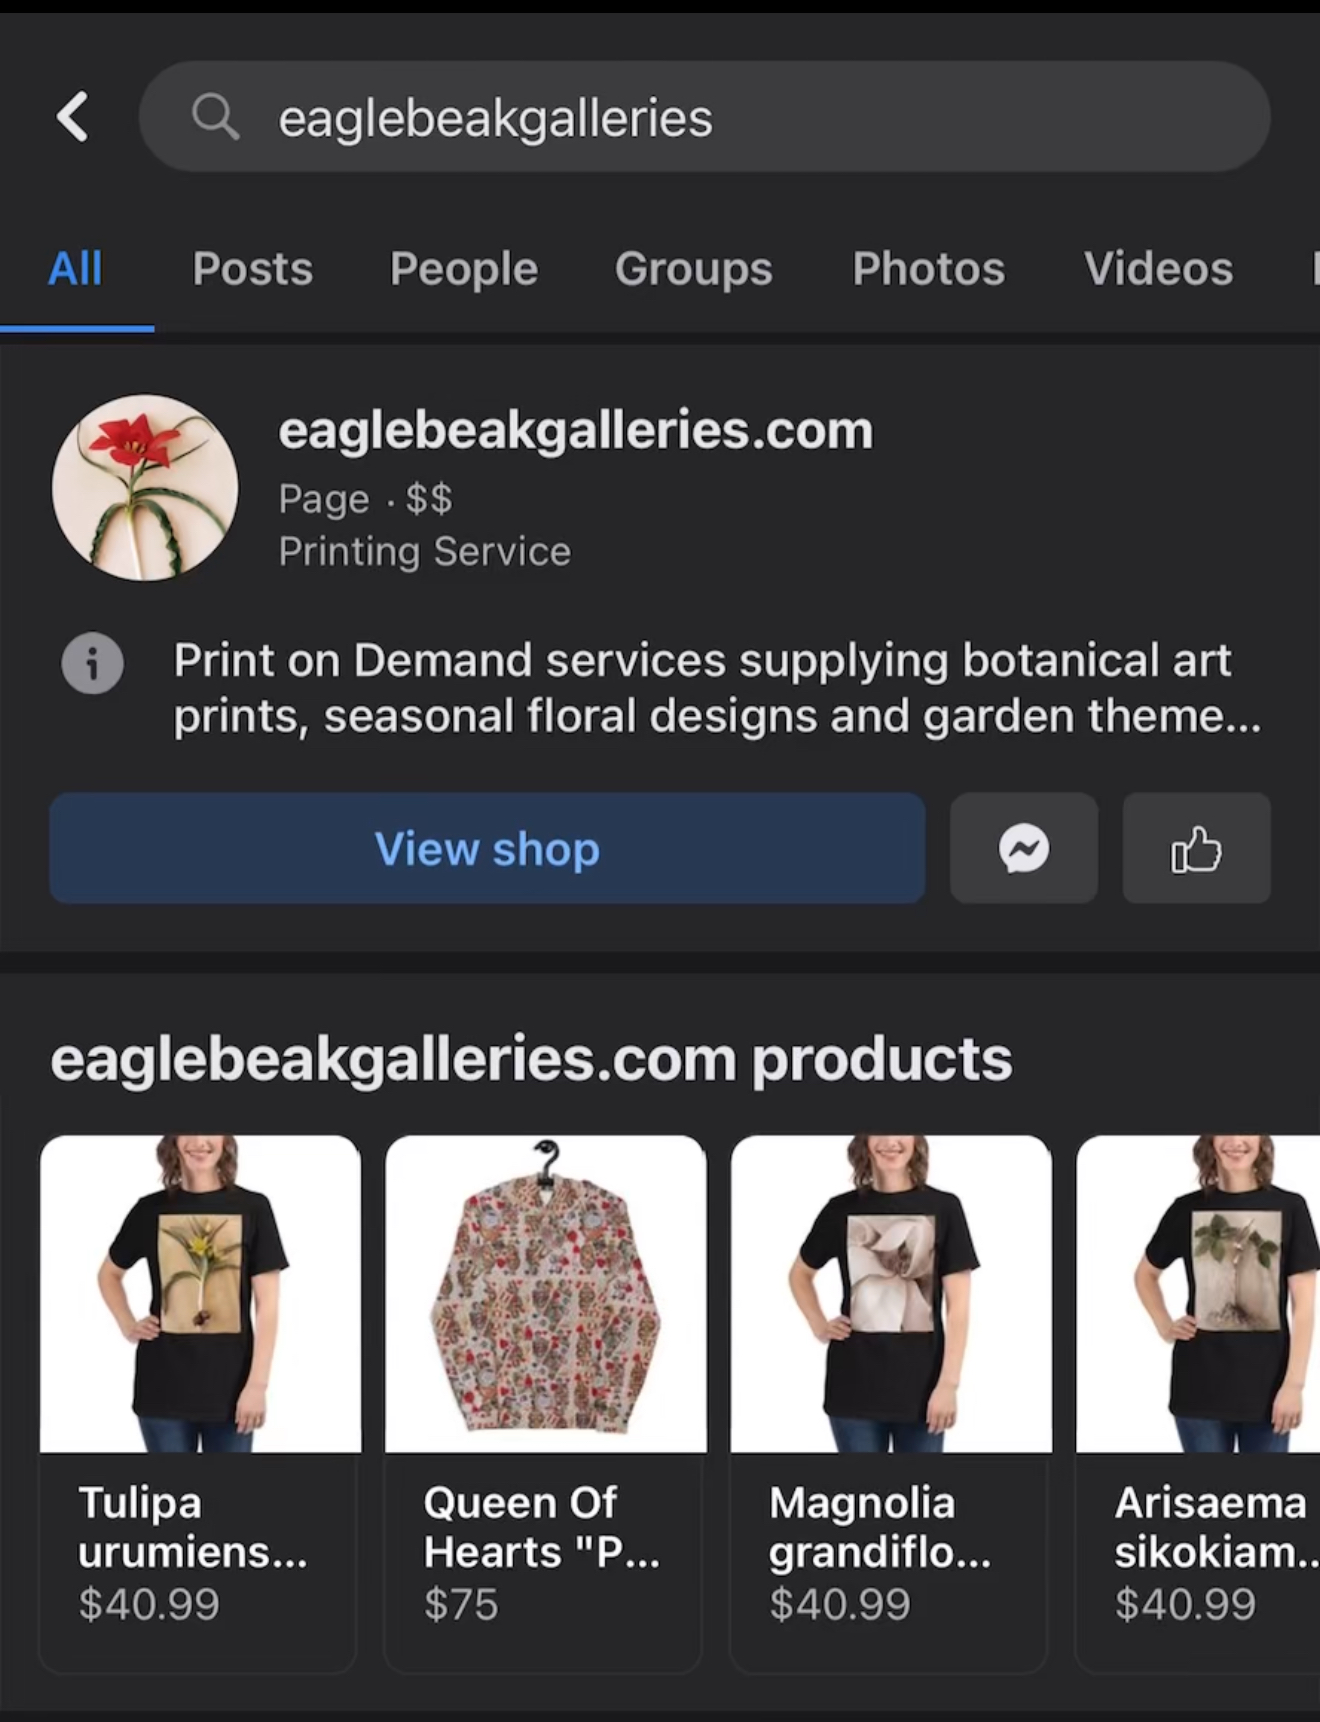 eaglebeakgalleries
All Posts People Groups Photos Videos
eaglebeakgalleries.com
Page · $$
Printing Service
Print on Demand services supplying botanical art
prints, seasonal floral designs and garden theme...
View shop
eaglebeakgalleries.com products
Tulipa
urumiens...
$40.99
Queen Of
Hearts "P...
$75
Magnolia
grandiflo...
$40.99
Arisaema
sikokiam..
$40.99